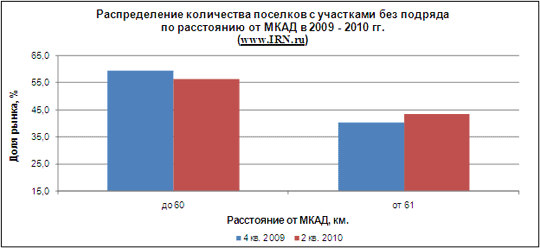 Распределение количества поселков с участками без подряда
по расстоянию от МКАД в 2009 - 2010 гг.
(www.IRN.ru)
65,0
55,0
45,0
35,0
25,0
15,0
Доля рынка, %
до 60
от 61
Расстояние от МКАД, км.
4 кв. 2009
2 кв. 2010